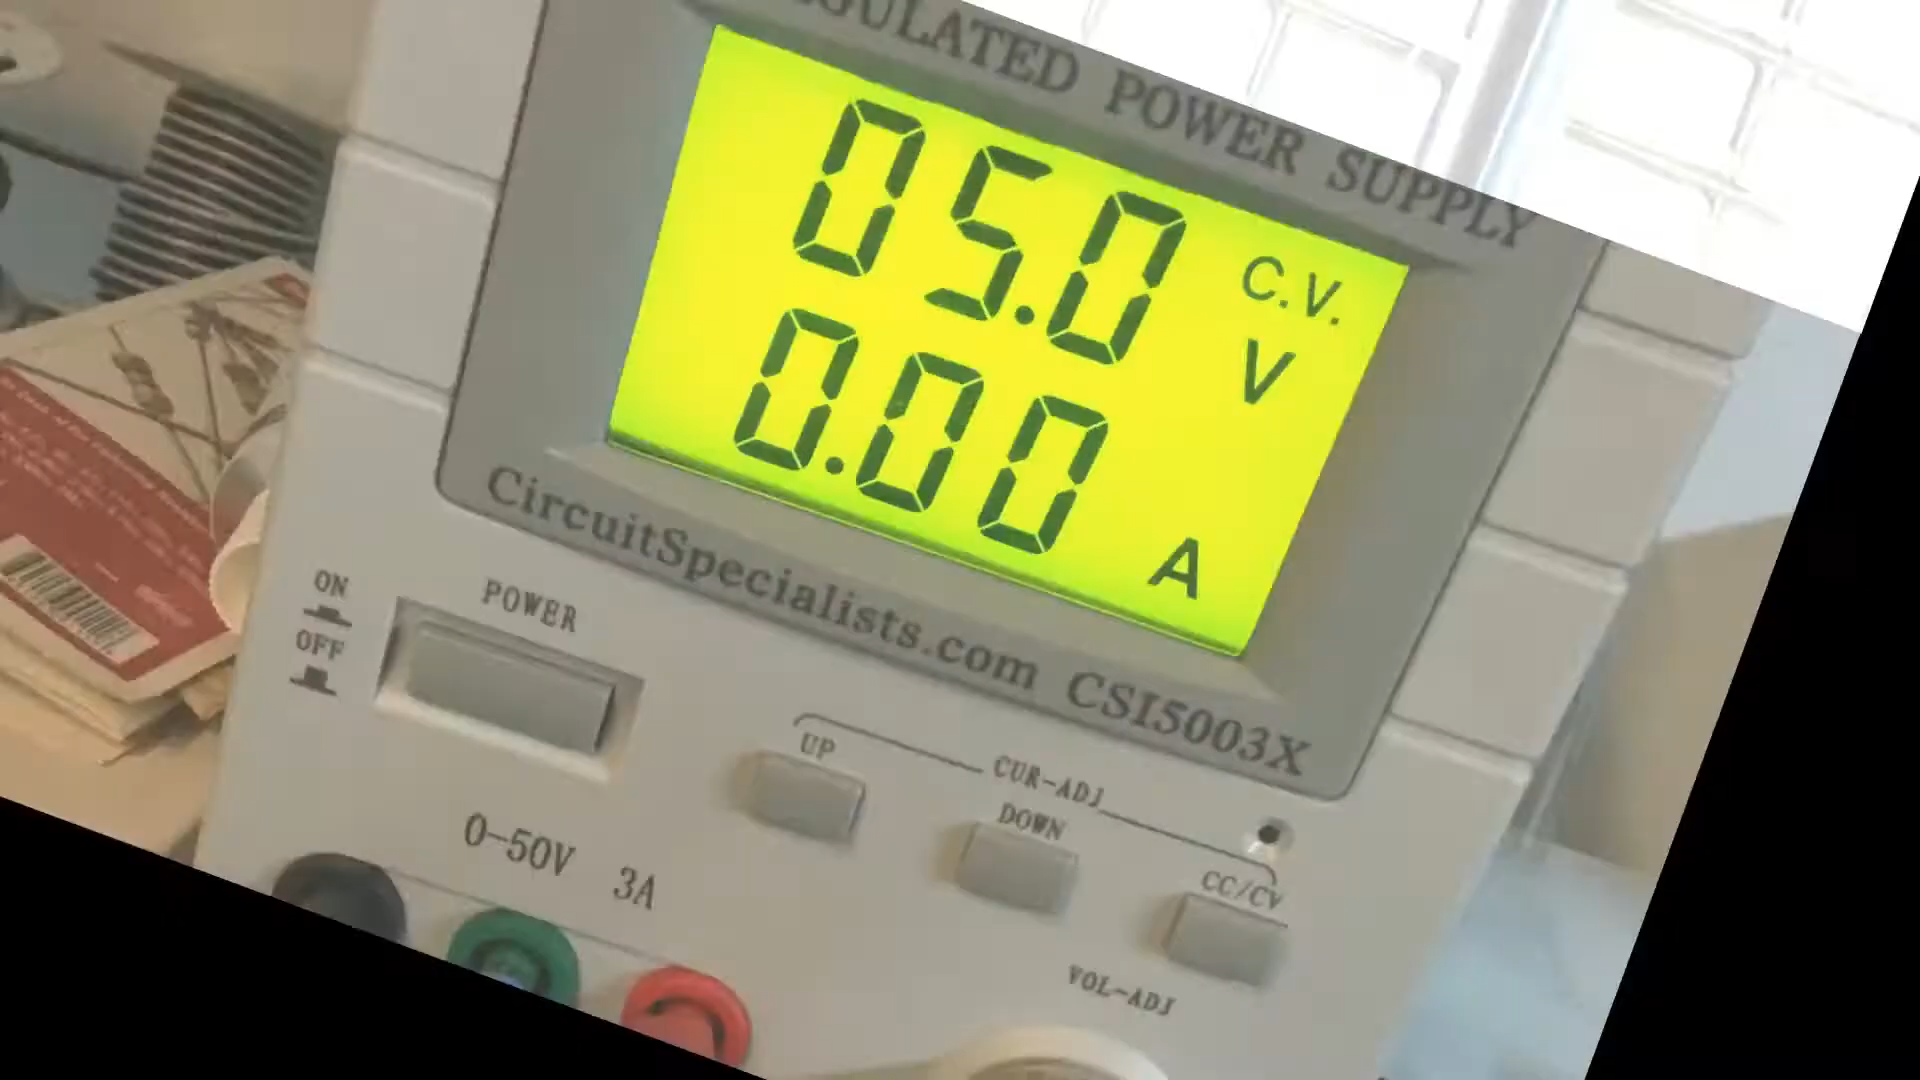 REGULATED POWER SUPPLY
05.0 C.V.
V
0.00 A
CircuitSpecialists.com CSI5003X
ON
OFF
POWER
UP
CUR-ADJ
DOWN
CC/CV
0-50V 3A
VOL-ADJ